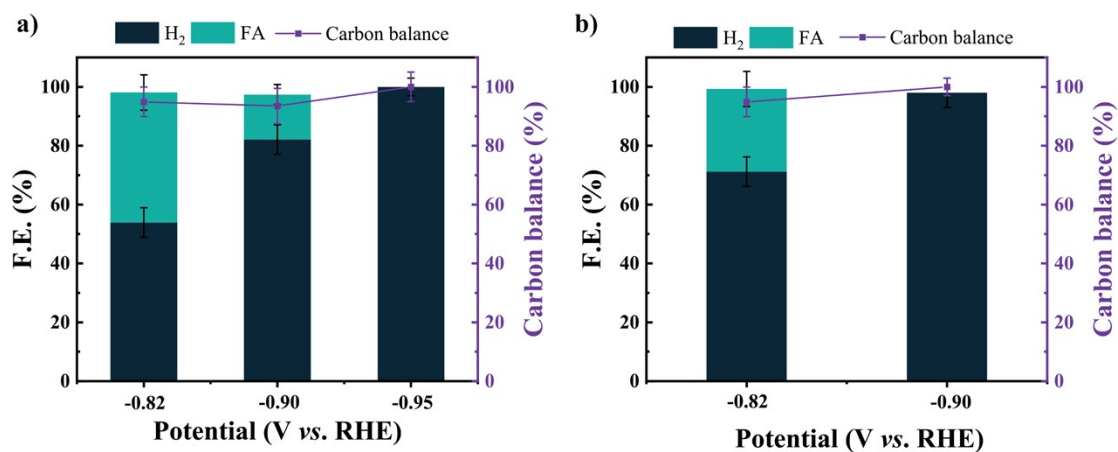 a)
H₂ FA Carbon balance
100 100
80 80
60 60
40 40
20 20
0 0
F.E. (%)
Carbon balance (%)
-0.82 -0.90 -0.95
Potential (V vs. RHE)
b)
H₂ FA Carbon balance
100 100
80 80
60 60
40 40
20 20
0 0
F.E. (%)
Carbon balance (%)
-0.82 -0.90
Potential (V vs. RHE)